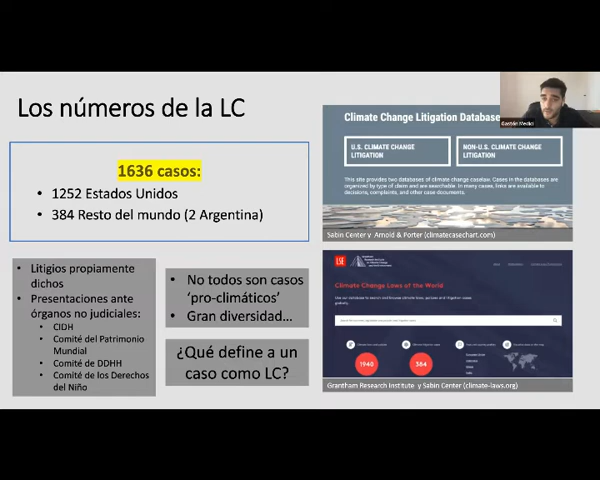 Los números de la LC
1636 casos:
• 1252 Estados Unidos
• 384 Resto del mundo (2 Argentina)
• Litigios propiamente
dichos
• Presentaciones ante
órganos no judiciales:
• CIDH
• Comité del Patrimonio
Mundial
• Comité de DDHH
• Comité de los Derechos
del Niño
• No todos son casos
'pro-climáticos'
• Gran diversidad...
¿Qué define a un
caso como LC?
Climate Change Litigation Database
U.S. CLIMATE CHANGE
LITIGATION
NON-U.S. CLIMATE CHANGE
LITIGATION
This site provides two databases of climate change caselaw. Cases in the databases are
organized by type of claim and are searchable. In many cases, links are available to
decisions, complaints, and other case documents.
Sabin Center y Arnold & Porter (climatecasechart.com)
LSE
Climate Change Laws of the World
1946
384
Grantham Research Institute y Sabin Center (climate-laws.org)
Gastón Medici